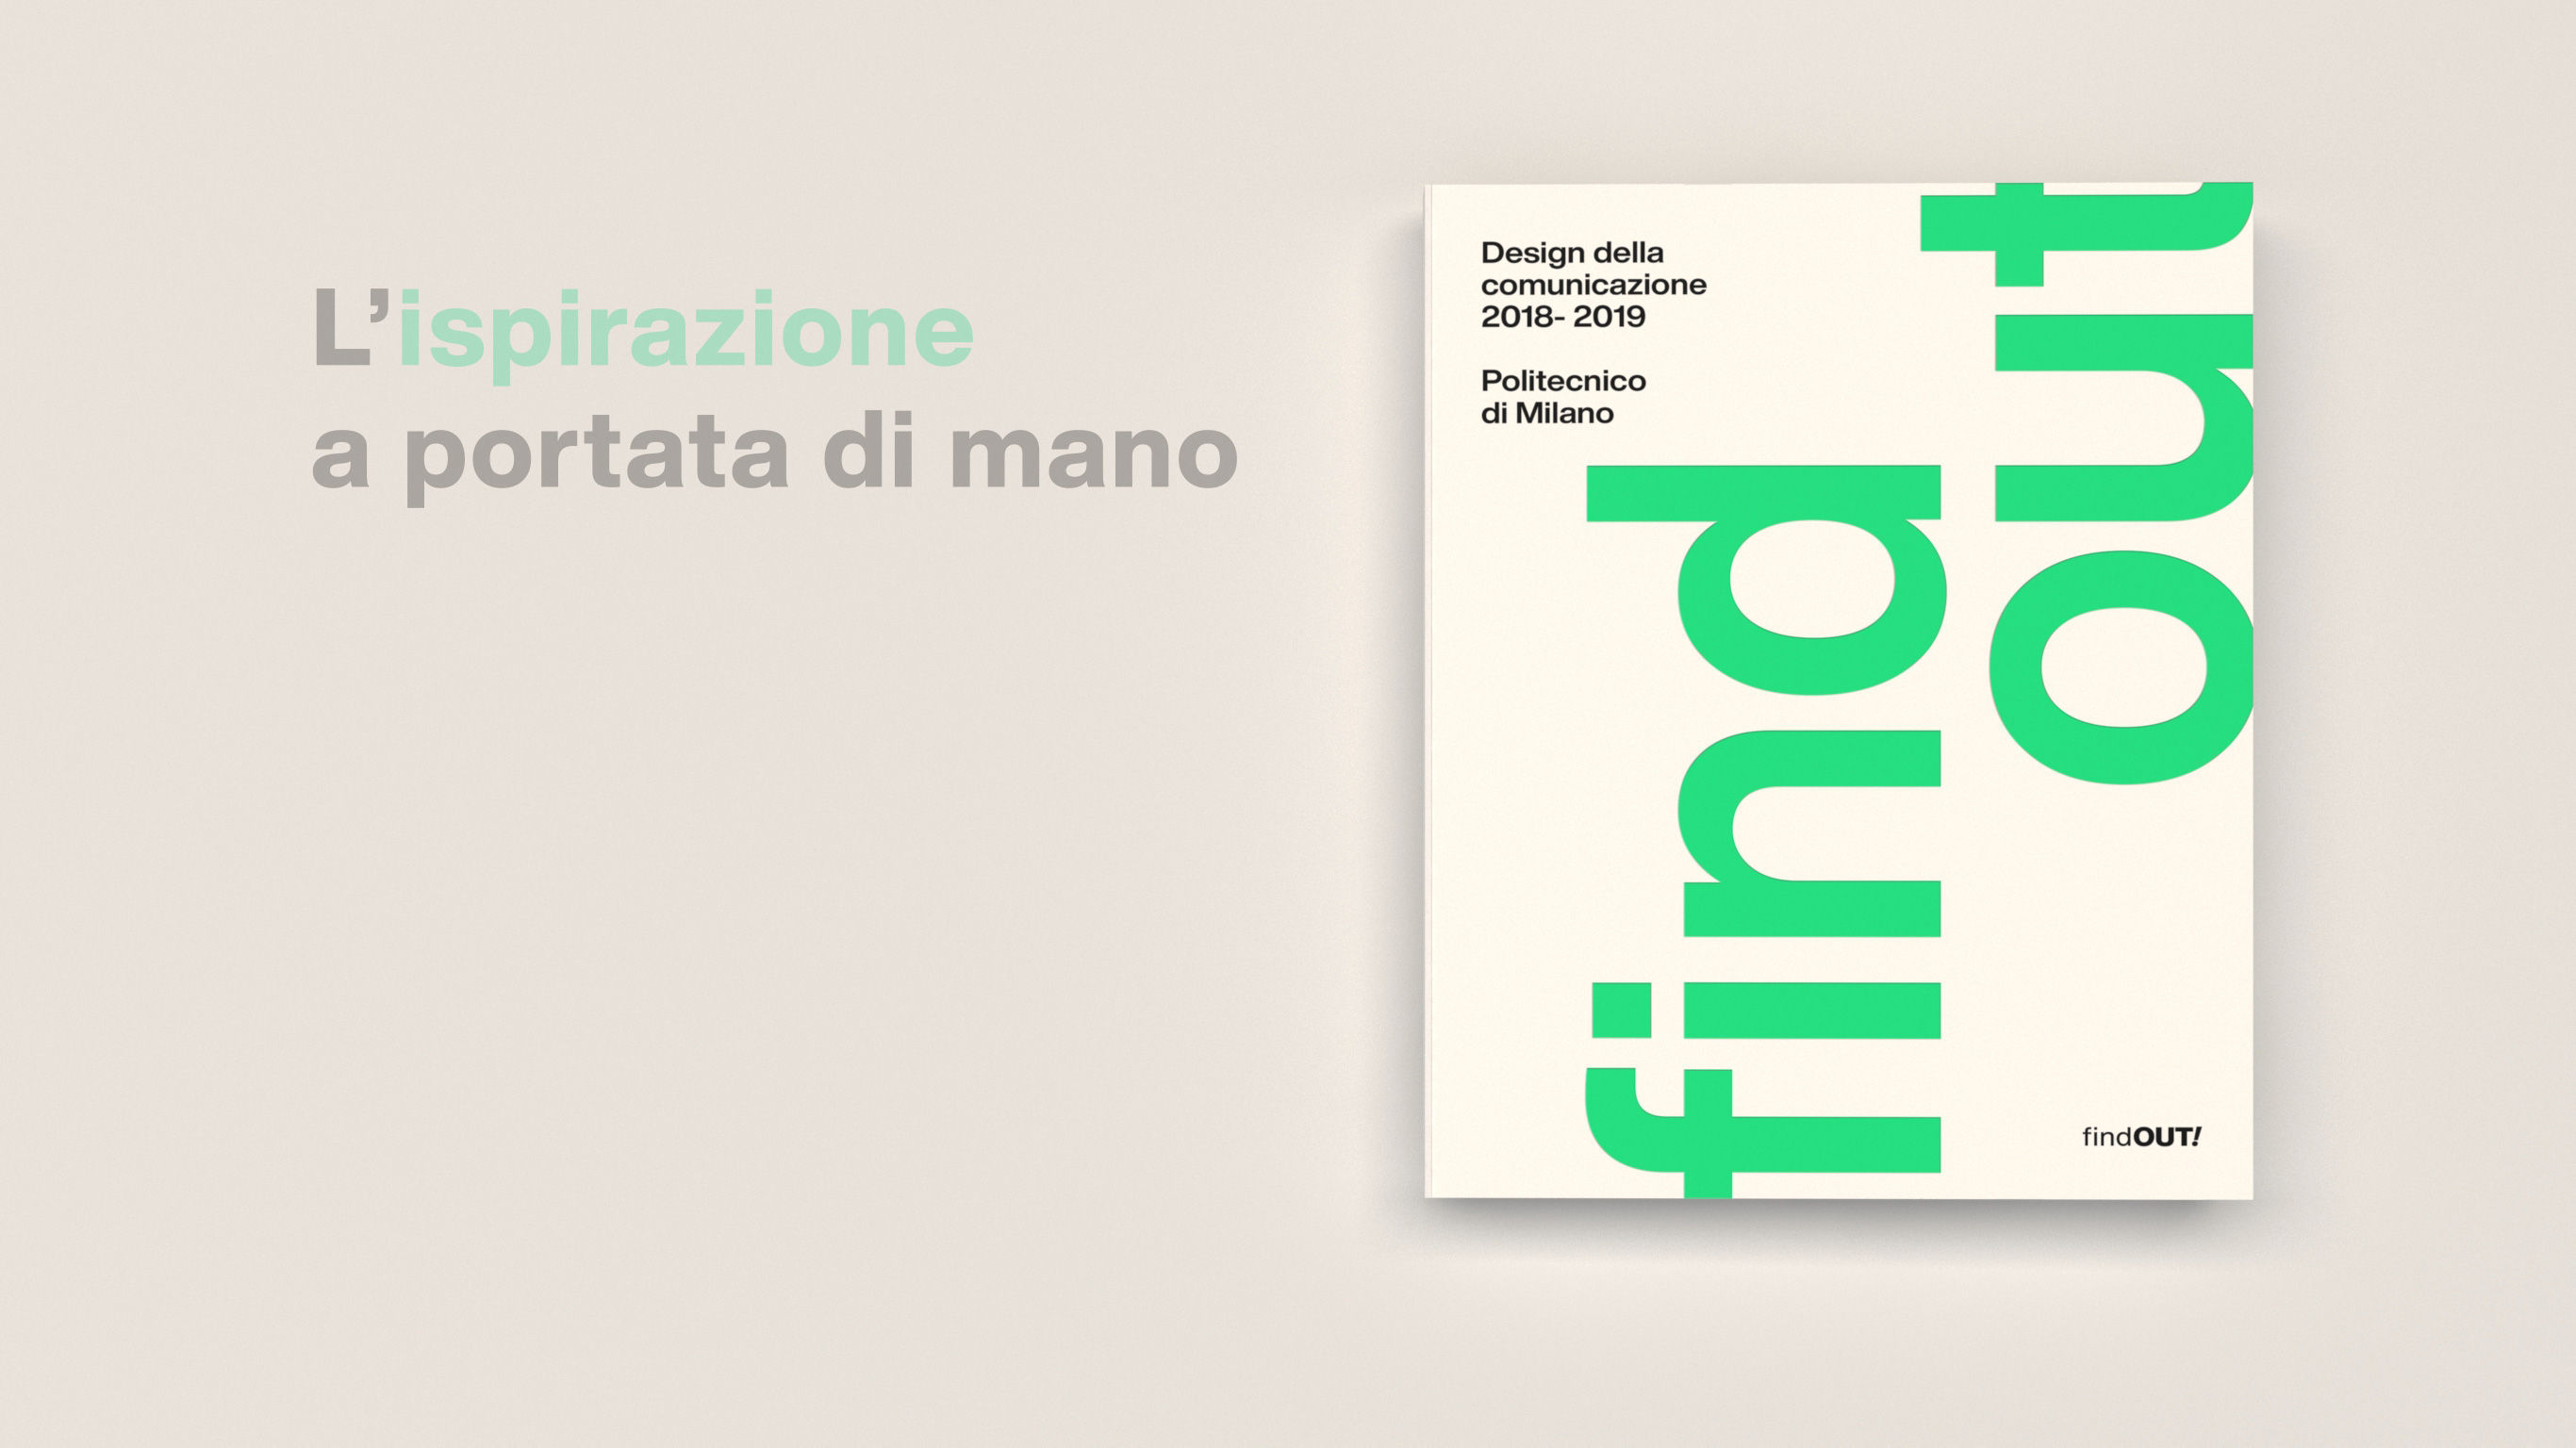 L’ispirazione
a portata di mano
Design della
comunicazione
2018- 2019
Politecnico
di Milano
find
out
findOUT!